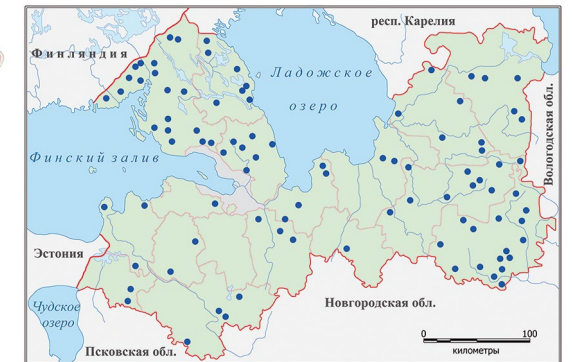 респ. Карелия
Финляндия
Ладожское
озеро
Вологодская обл.
Финский залив
Эстония
Чудское
озеро
Новгородская обл.
Псковская обл.
0
100
километры